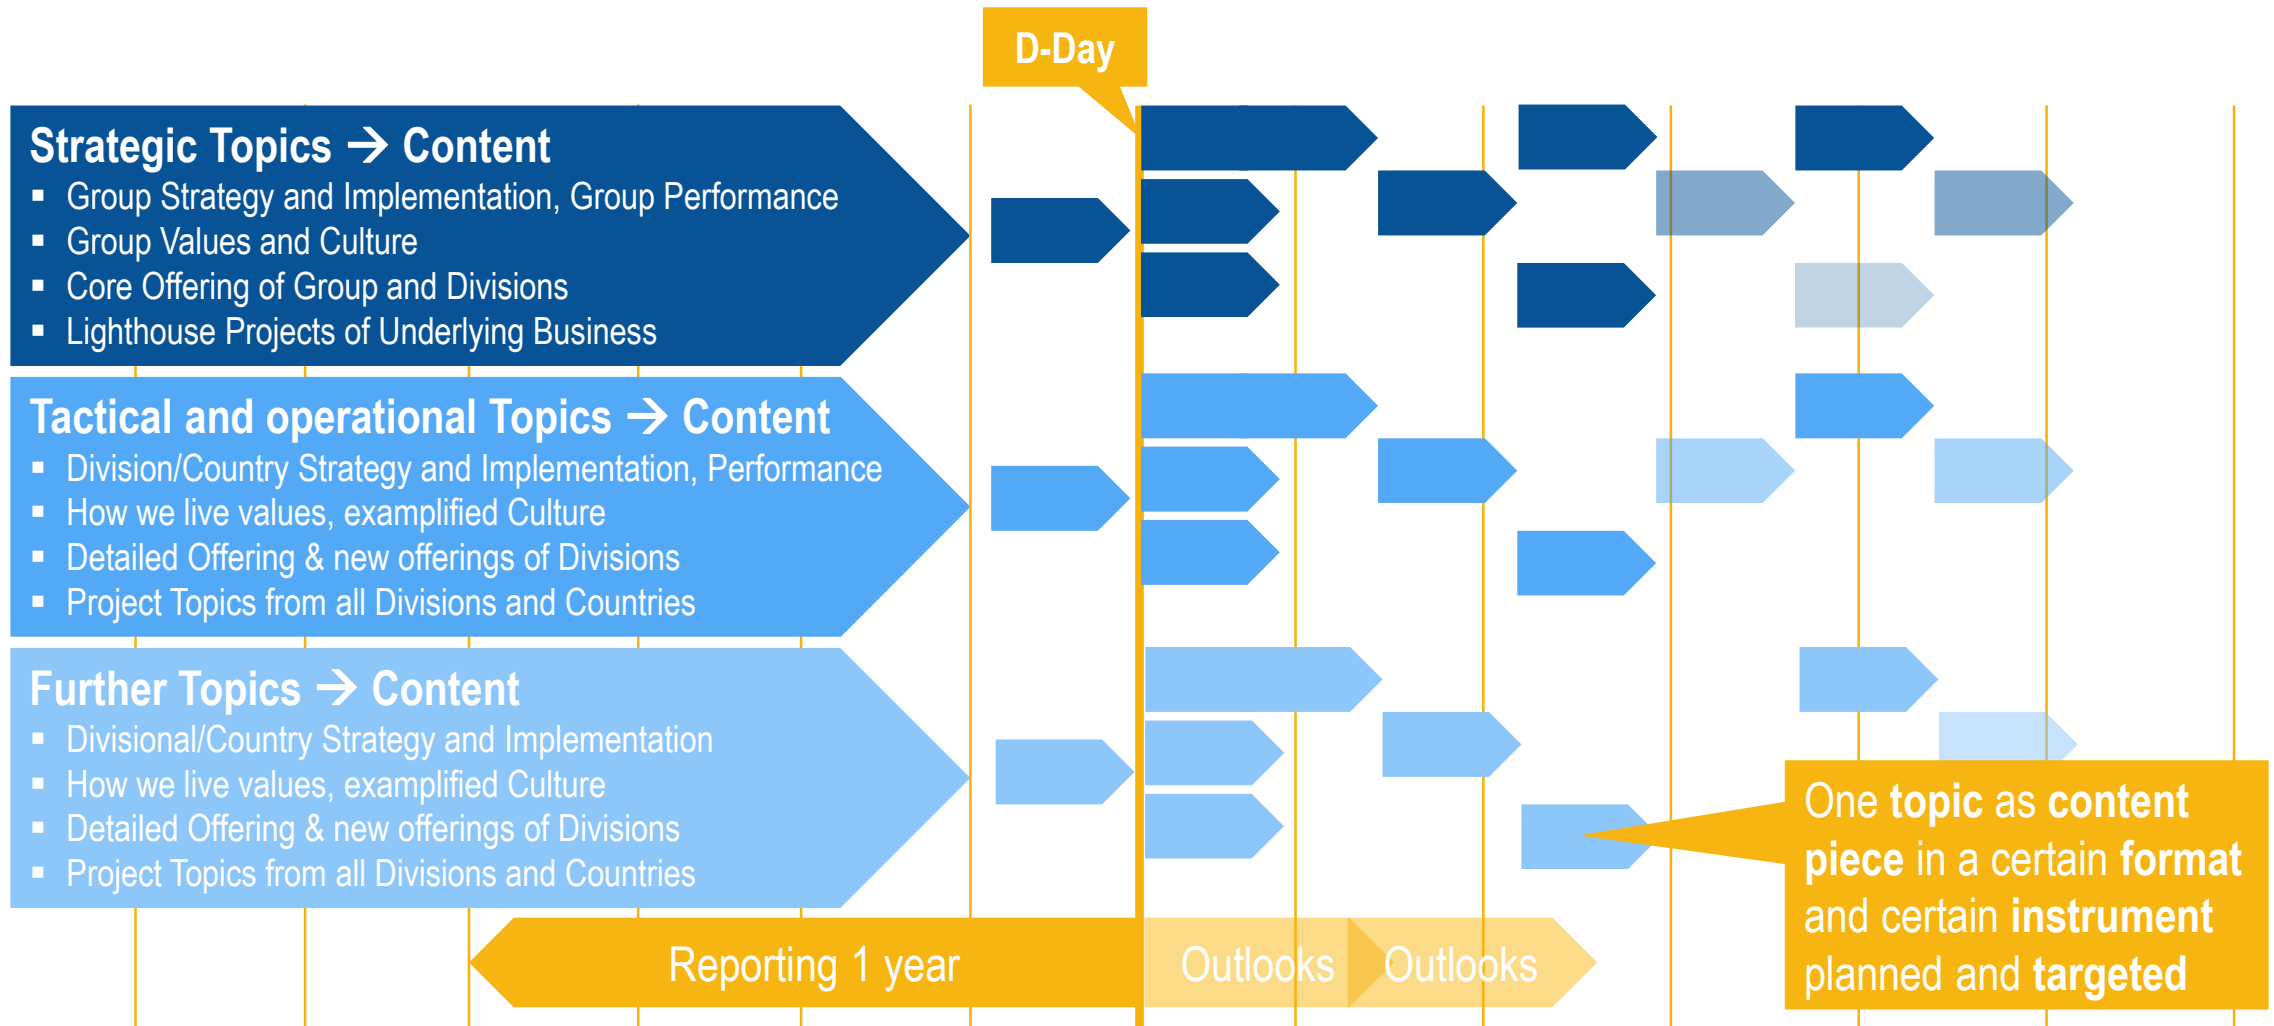 D-Day
Strategic Topics → Content
▪ Group Strategy and Implementation, Group Performance
▪ Group Values and Culture
▪ Core Offering of Group and Divisions
▪ Lighthouse Projects of Underlying Business
Tactical and operational Topics → Content
▪ Division/Country Strategy and Implementation, Performance
▪ How we live values, examplified Culture
▪ Detailed Offering & new offerings of Divisions
▪ Project Topics from all Divisions and Countries
Further Topics → Content
▪ Divisional/Country Strategy and Implementation
▪ How we live values, examplified Culture
▪ Detailed Offering & new offerings of Divisions
▪ Project Topics from all Divisions and Countries
One topic as content
piece in a certain format
and certain instrument
planned and targeted
Reporting 1 year
Outlooks
Outlooks